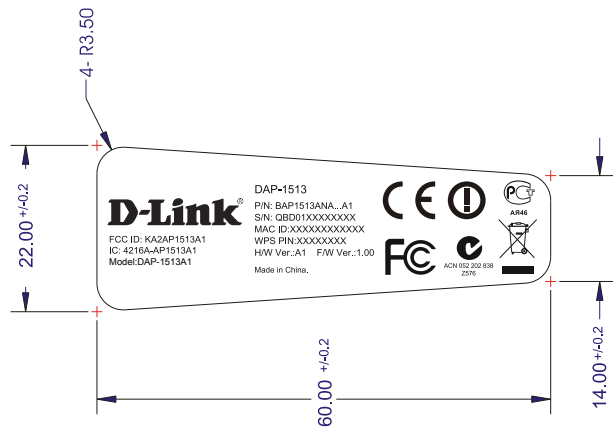 4- R3.50
22.00 +/-0.2
D-Link®
FCC ID: KA2AP1513A1
IC: 4216A-AP1513A1
Model:DAP-1513A1
DAP-1513
P/N: BAP1513ANA...A1
S/N: QBD01XXXXXXXX
MAC ID:XXXXXXXXXXXX
WPS PIN:XXXXXXXX
H/W Ver.:A1 F/W Ver.:1.00
Made in China.
CE
FC
ACN 052 202 838
Z576
AR46
14.00 +/-0.2
60.00 +/-0.2